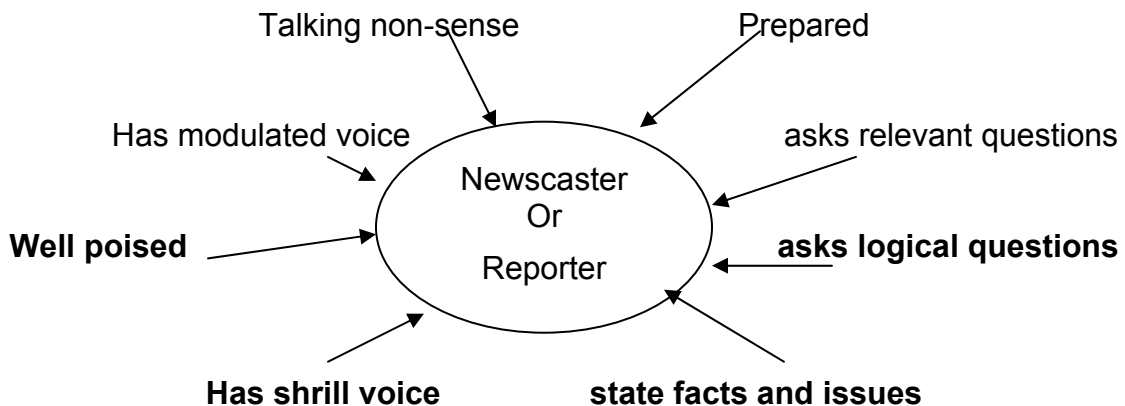 Talking non-sense
Prepared
Has modulated voice
asks relevant questions
Newscaster
Or
Reporter
Well poised
asks logical questions
Has shrill voice
state facts and issues